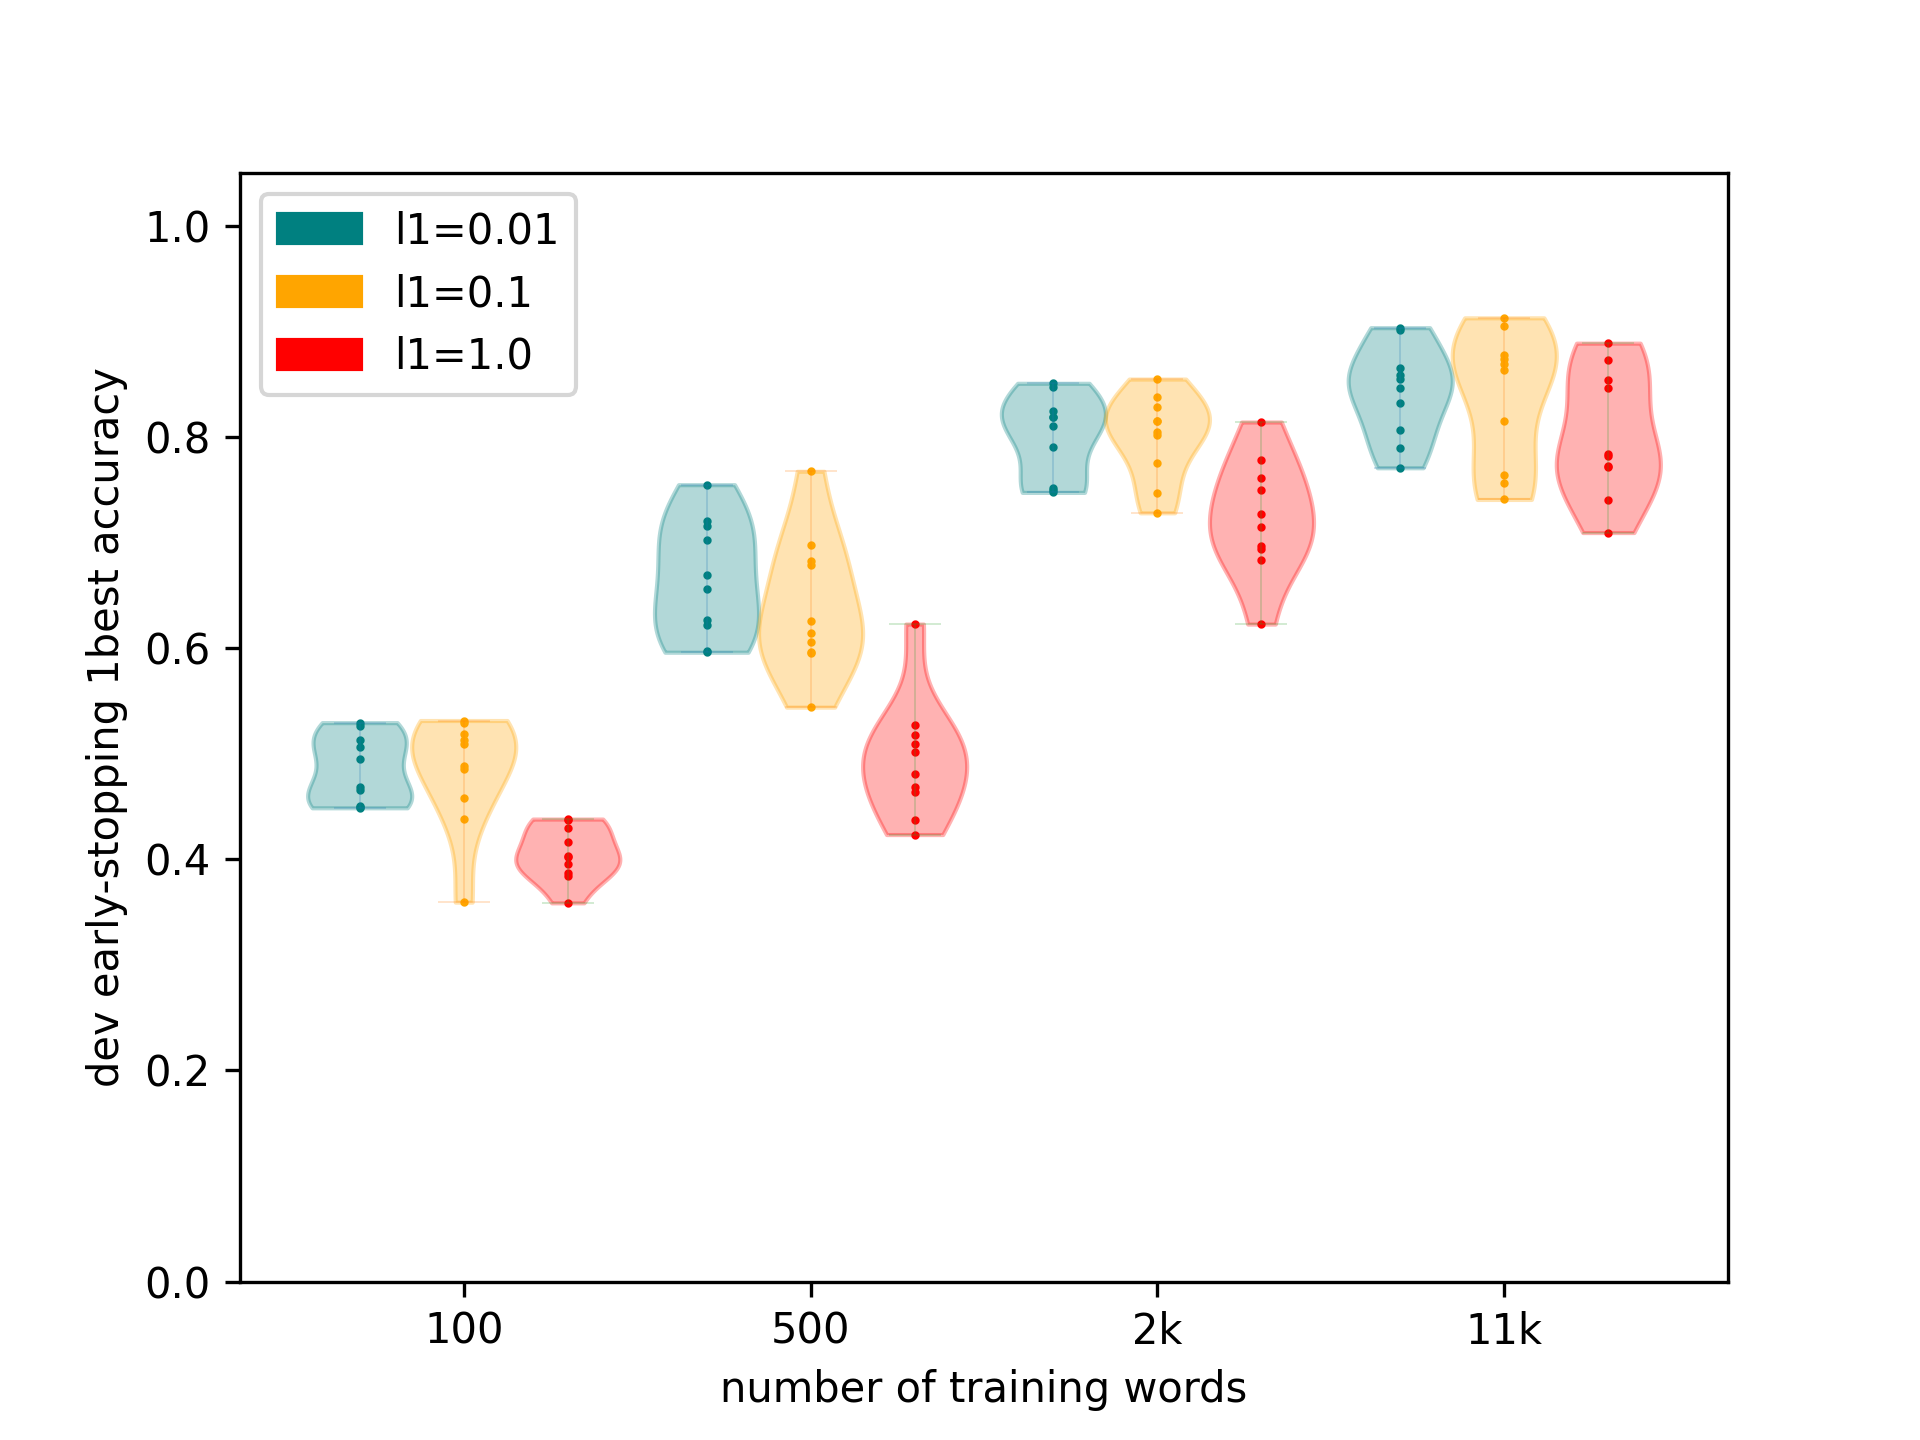 l1=0.01
l1=0.1
l1=1.0
1.0
0.8
0.6
0.4
0.2
0.0
dev early-stopping 1best accuracy
100 500 2k 11k
number of training words